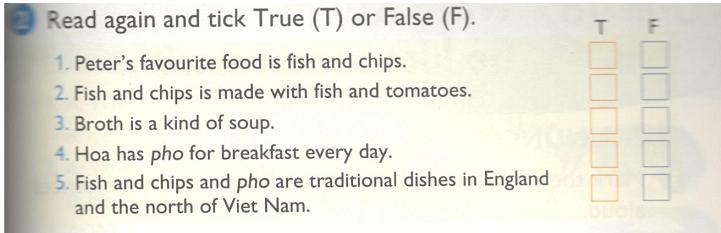 2 Read again and tick True (T) or False (F).
T F
1. Peter's favourite food is fish and chips.
2. Fish and chips is made with fish and tomatoes.
3. Broth is a kind of soup.
4. Hoa has pho for breakfast every day.
5. Fish and chips and pho are traditional dishes in England
and the north of Viet Nam.